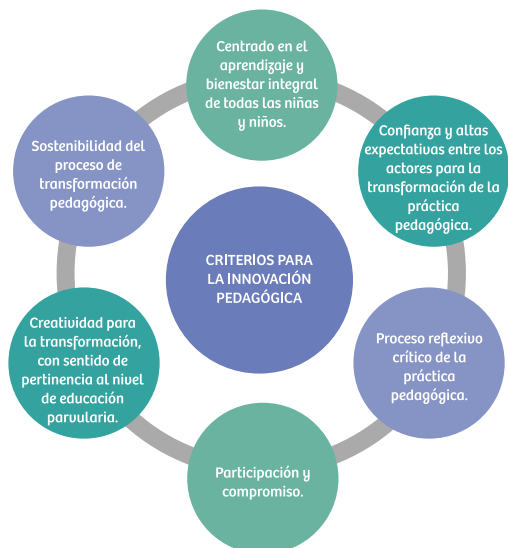 Centrado en el
aprendizaje y
bienestar integral
de todas las niñas
y niños.
Confianza y altas
expectativas entre los
actores para la
transformación de la
práctica
pedagógica.
Proceso reflexivo
crítico de la
práctica
pedagógica.
Participación y
compromiso.
Creatividad para
la transformación,
con sentido de
pertinencia al nivel
de educación
parvularia.
Sostenibilidad del
proceso de
transformación
pedagógica.
CRITERIOS PARA
LA INNOVACIÓN
PEDAGÓGICA